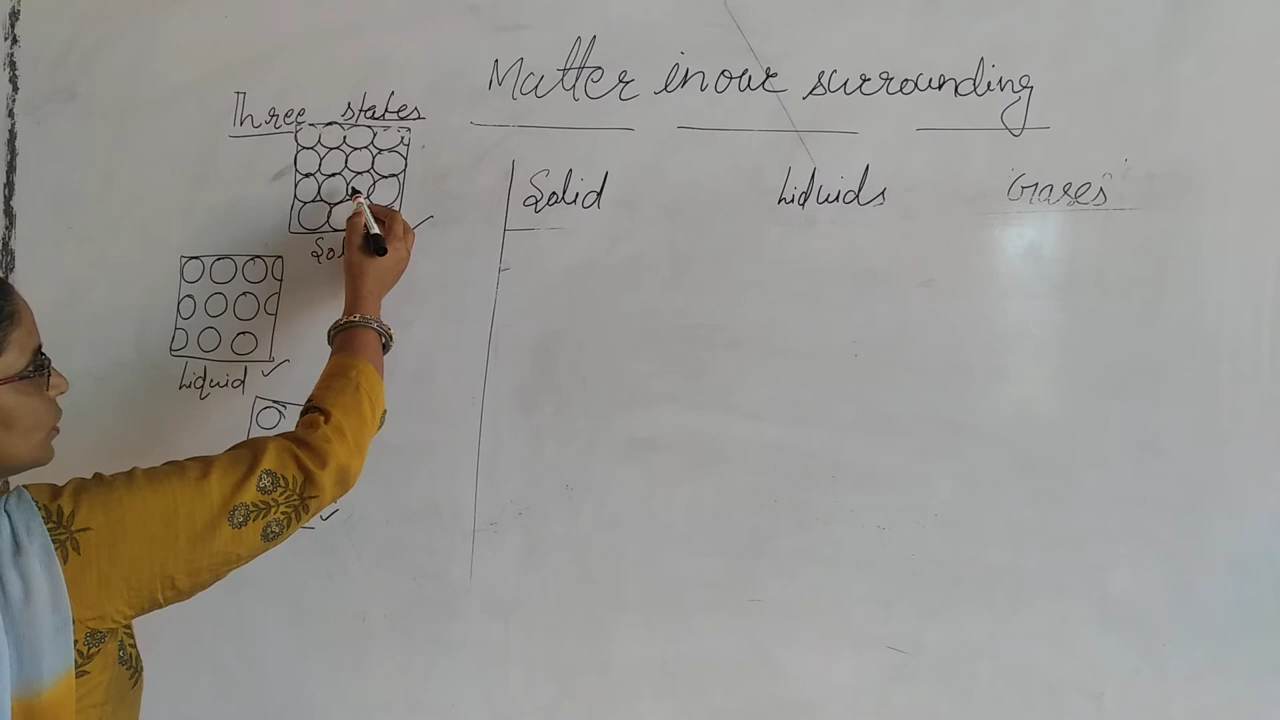 Matter in our surrounding
Three states
Solid
Liquids
Gases
Liquid